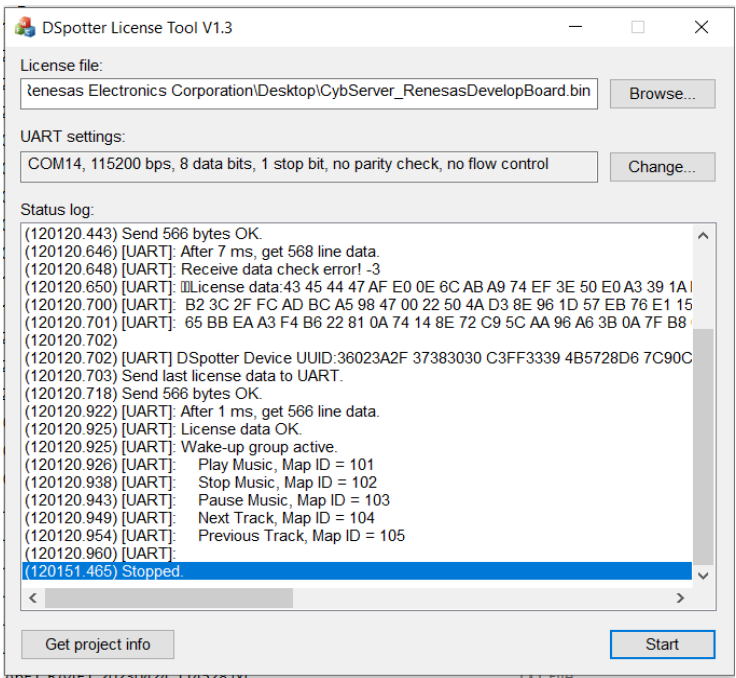 DSpotter License Tool V1.3
License file:
Renesas Electronics Corporation\Desktop\CybServer_RenesasDevelopBoard.bin
Browse...
UART settings:
COM14, 115200 bps, 8 data bits, 1 stop bit, no parity check, no flow control
Change...
Status log:
(120120.443) Send 566 bytes OK.
(120120.646) [UART]: After 7 ms, get 568 line data.
(120120.648) [UART]: Receive data check error! -3
(120120.650) [UART]: License data:43 45 44 47 AF E0 0E 6C AB A9 74 EF 3E 50 E0 A3 39 1A
(120120.700) [UART]: B2 3C 2F FC AD BC A5 98 47 00 22 50 4A D3 8E 96 1D 57 EB 76 E1 15
(120120.701) [UART]: 65 BB EA A3 F4 B6 22 81 0A 74 14 8E 72 C9 5C AA 96 A6 3B 0A 7F B8
(120120.702)
(120120.702) [UART] DSpotter Device UUID:36023A2F 37383030 C3FF3339 4B5728D6 7C90C
(120120.703) Send last license data to UART.
(120120.718) Send 566 bytes OK.
(120120.922) [UART]: After 1 ms, get 566 line data.
(120120.925) [UART]: License data OK.
(120120.925) [UART]: Wake-up group active.
(120120.926) [UART]: Play Music, Map ID = 101
(120120.938) [UART]: Stop Music, Map ID = 102
(120120.943) [UART]: Pause Music, Map ID = 103
(120120.949) [UART]: Next Track, Map ID = 104
(120120.954) [UART]: Previous Track, Map ID = 105
(120120.960) [UART]:
(120151.465) Stopped.
Get project info
Start